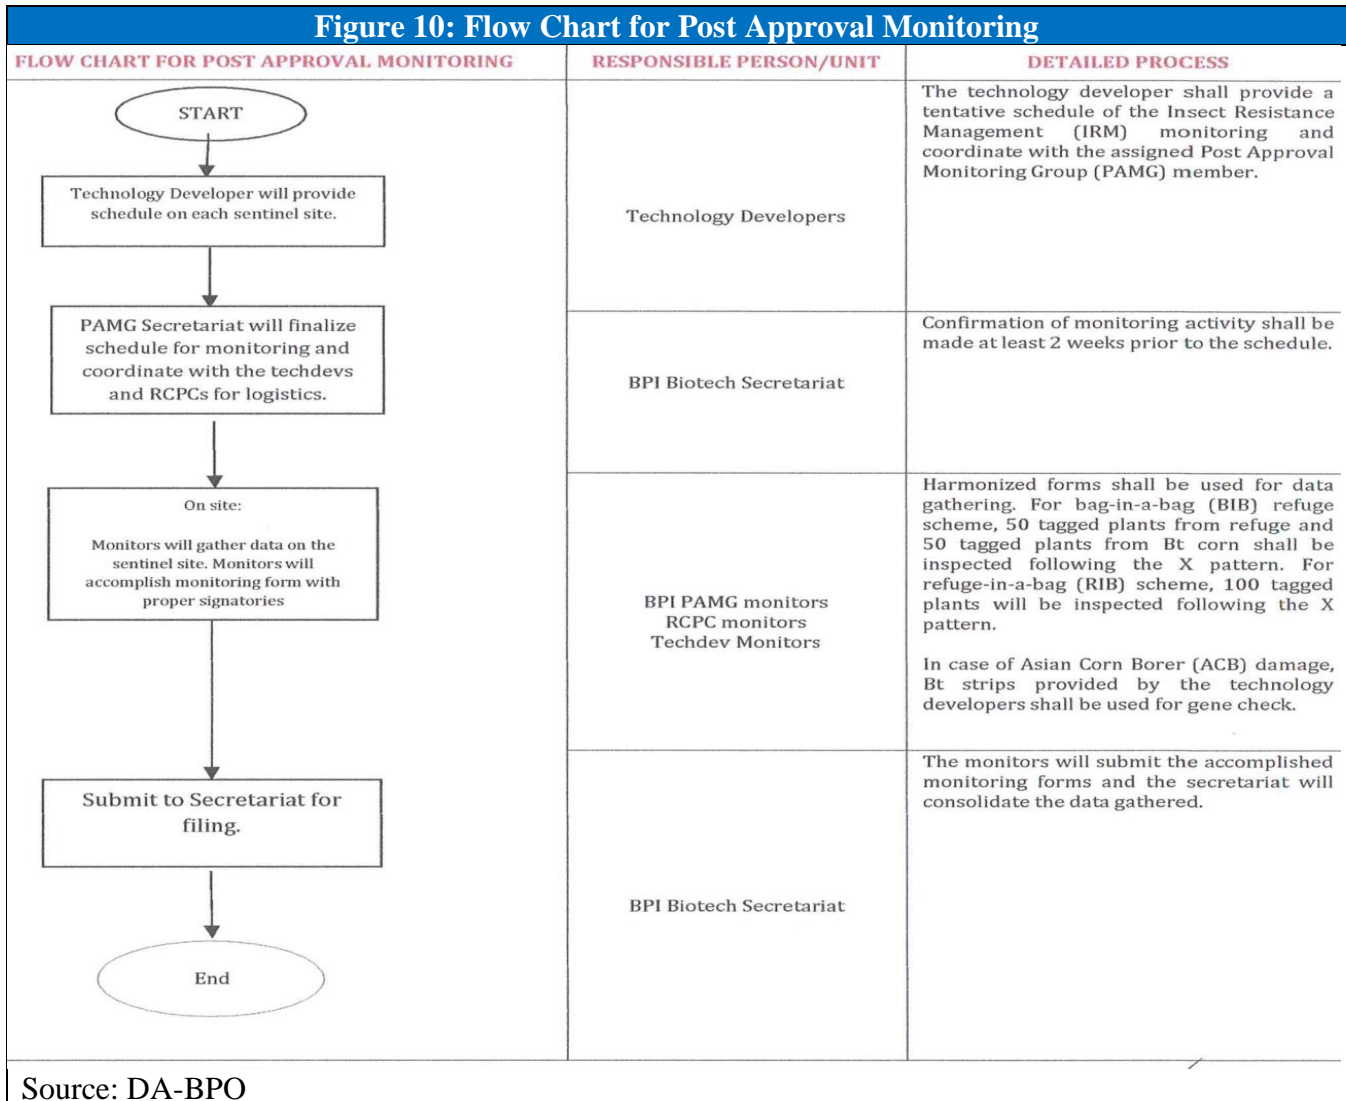 Figure 10: Flow Chart for Post Approval Monitoring
FLOW CHART FOR POST APPROVAL MONITORING
RESPONSIBLE PERSON/UNIT
DETAILED PROCESS
START
Technology Developer will provide
schedule on each sentinel site.
Technology Developers
The technology developer shall provide a
tentative schedule of the Insect Resistance
Management (IRM) monitoring and
coordinate with the assigned Post Approval
Monitoring Group (PAMG) member.
PAMG Secretariat will finalize
schedule for monitoring and
coordinate with the techdevs
and RCPCs for logistics.
BPI Biotech Secretariat
Confirmation of monitoring activity shall be
made at least 2 weeks prior to the schedule.
On site:
Monitors will gather data on the
sentinel site. Monitors will
accomplish monitoring form with
proper signatories
BPI PAMG monitors
RCPC monitors
Techdev Monitors
Harmonized forms shall be used for data
gathering. For bag-in-a-bag (BIB) refuge
scheme, 50 tagged plants from refuge and
50 tagged plants from Bt corn shall be
inspected following the X pattern. For
refuge-in-a-bag (RIB) scheme, 100 tagged
plants will be inspected following the X
pattern.
In case of Asian Corn Borer (ACB) damage,
Bt strips provided by the technology
developers shall be used for gene check.
Submit to Secretariat for
filing.
BPI Biotech Secretariat
The monitors will submit the accomplished
monitoring forms and the secretariat will
consolidate the data gathered.
End
Source: DA-BPO